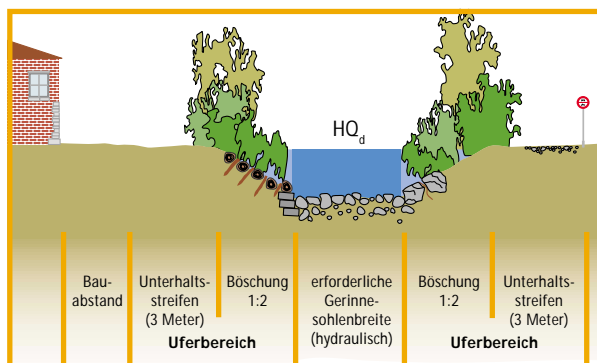 HQd
Bau-
abstand
Unterhalts-
streifen
(3 Meter)
Böschung
1:2
Uferbereich
erforderliche
Gerinne-
sohlenbreite
(hydraulisch)
Böschung
1:2
Unterhalts-
streifen
(3 Meter)
Uferbereich